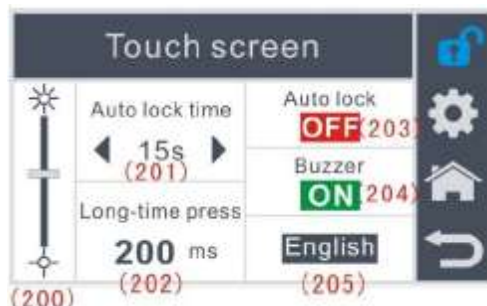 Touch screen
Auto lock time
15s
(201)
Long-time press
200 ms
(202)
Auto lock
OFF (203)
Buzzer
ON (204)
English
(205)
(200)